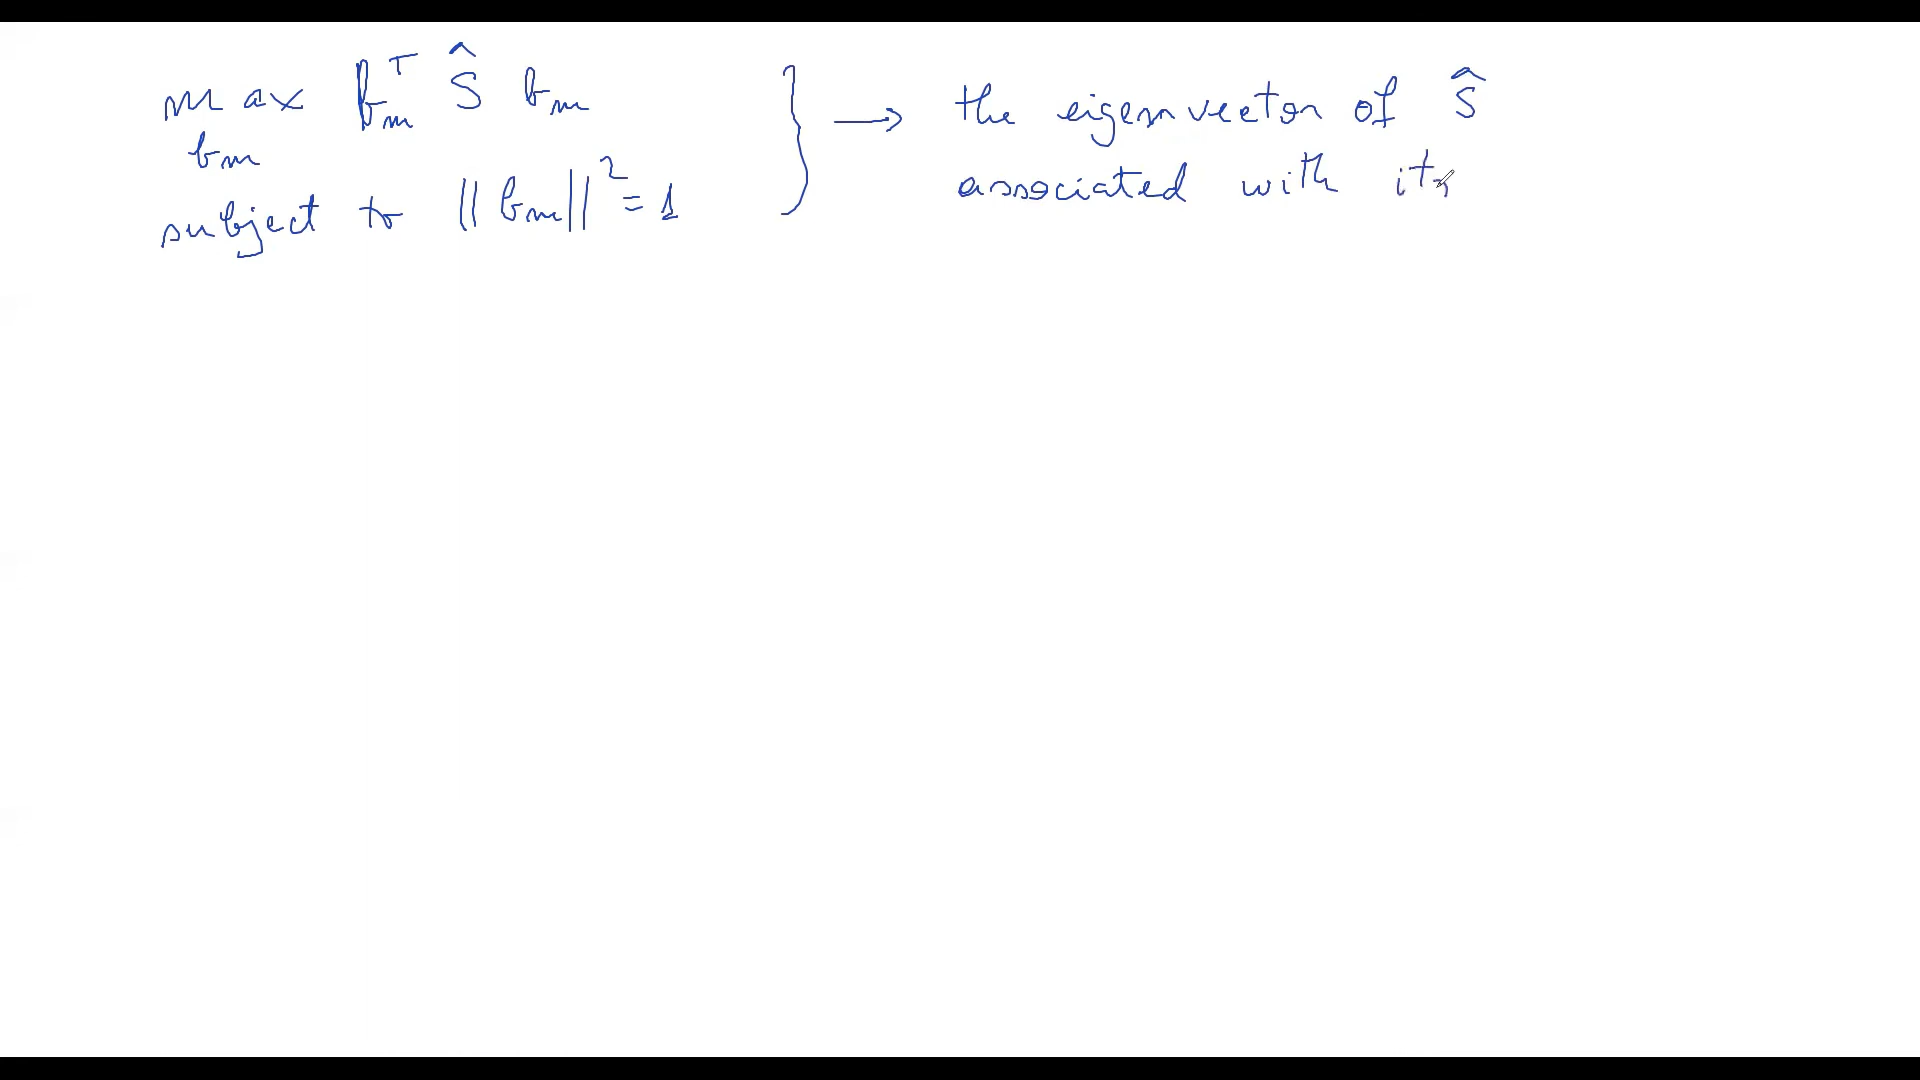 max b_m^T Ŝ b_m
b_m
subject to ||b_m||^2 = 1
} → the eigenvector of Ŝ
associated with its